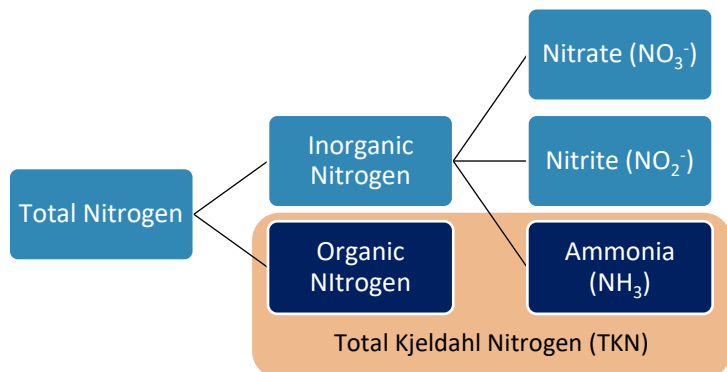 Total Nitrogen
Inorganic
Nitrogen
Organic
NItrogen
Nitrate (NO₃⁻)
Nitrite (NO₂⁻)
Ammonia
(NH₃)
Total Kjeldahl Nitrogen (TKN)